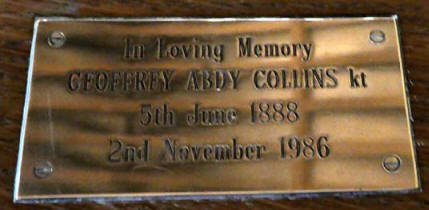 In Loving Memory
GEOFFREY ABDY COLLINS kt
5th June 1888
2nd November 1986